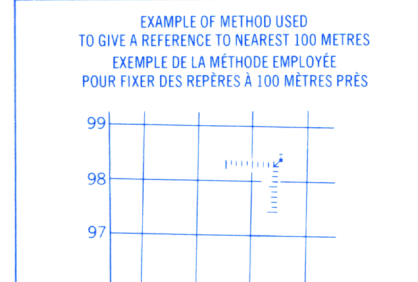 EXAMPLE OF METHOD USED
TO GIVE A REFERENCE TO NEAREST 100 METRES
EXEMPLE DE LA MÉTHODE EMPLOYÉE
POUR FIXER DES REPÈRES À 100 MÈTRES PRÈS
99
98
97